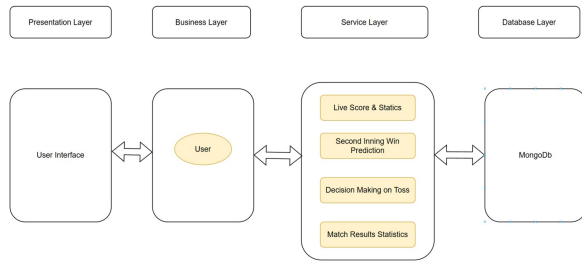 Presentation Layer
Business Layer
Service Layer
Database Layer
User Interface
User
Live Score & Statics
Second Inning Win
Prediction
Decision Making on Toss
Match Results Statistics
MongoDb